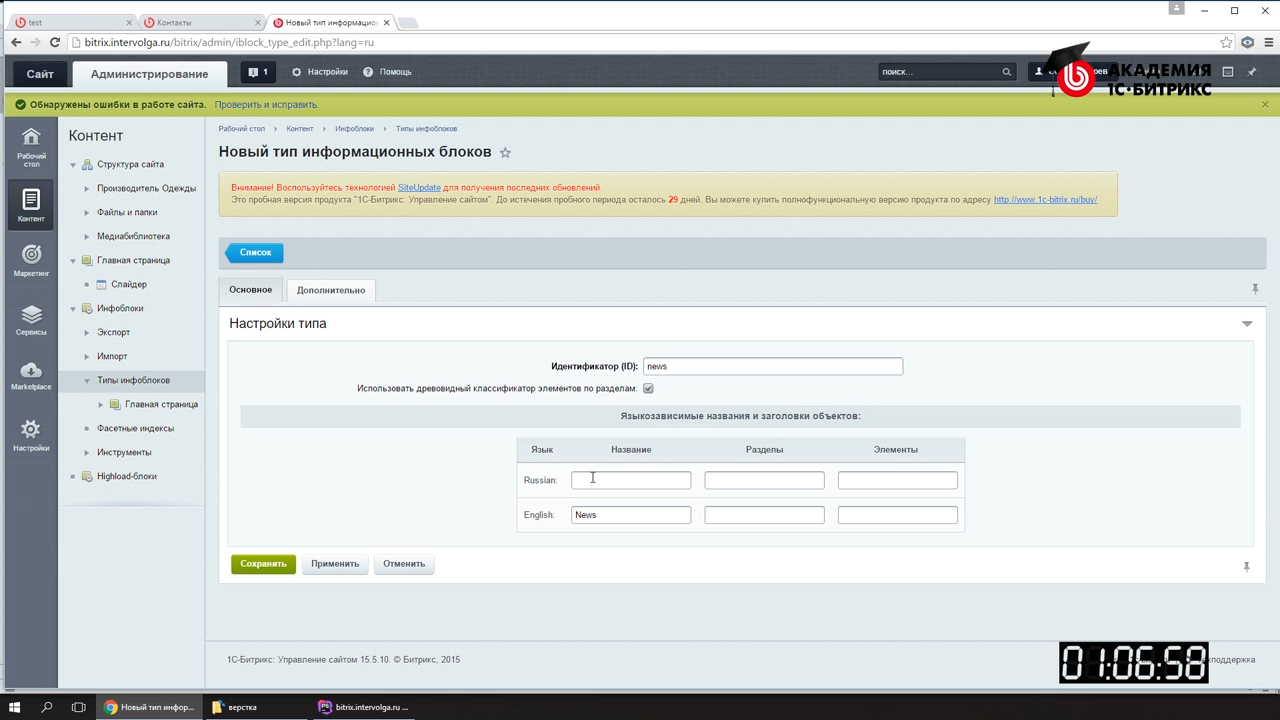 test
Контакты
Новый тип информацио
bitrix.intervolga.ru/bitrix/admin/iblock_type_edit.php?lang=ru
Сайт
Администрирование
1
Настройки
Помощь
поиск...
АКАДЕМИЯ
1С·БИТРИКС
Обнаружены ошибки в работе сайта. Проверить и исправить.
Рабочий стол
Контент
Маркетинг
Сервисы
Marketplace
Настройки
Контент
Структура сайта
Производитель Одежды
Файлы и папки
Медиабиблиотека
Главная страница
Слайдер
Инфоблоки
Экспорт
Импорт
Типы инфоблоков
Главная страница
Фасетные индексы
Инструменты
Highload-блоки
Рабочий стол Контент Инфоблоки Типы инфоблоков
Новый тип информационных блоков
Внимание! Воспользуйтесь технологией SiteUpdate для получения последних обновлений.
Это пробная версия продукта "1С-Битрикс: Управление сайтом". До истечения пробного периода осталось 29 дней. Вы можете купить полнофункциональную версию продукта по адресу http://www.1c-bitrix.ru/buy/
Список
Основное
Дополнительно
Настройки типа
Идентификатор (ID): news
Использовать древовидный классификатор элементов по разделам:
Языкозависимые названия и заголовки объектов:
Язык Название Разделы Элементы
Russian:
English: News
Сохранить
Применить
Отменить
1С-Битрикс: Управление сайтом 15.5.10. © Битрикс, 2015
01:06:58
хподдержка
Новый тип инфор...
верстка
bitrix.intervolga.ru ...